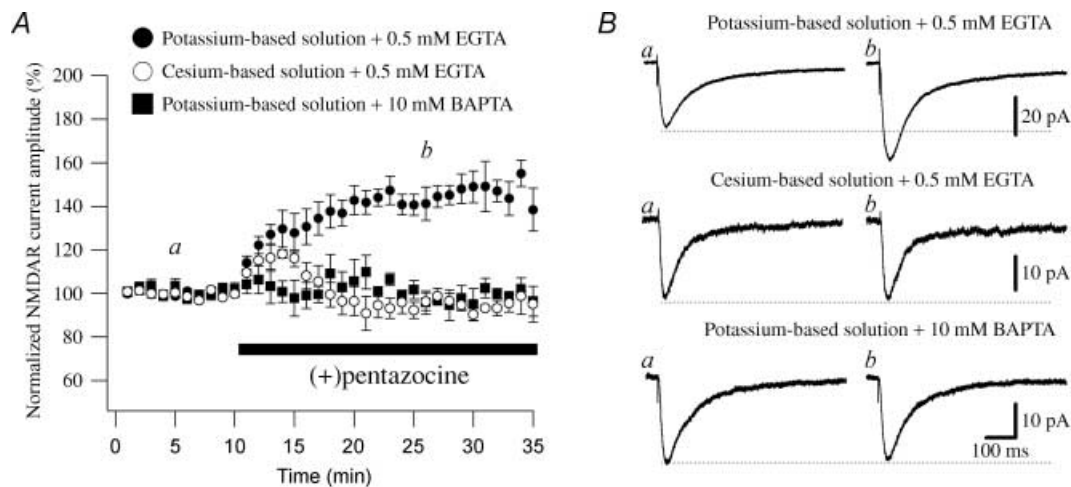 A
Potassium-based solution + 0.5 mM EGTA
Cesium-based solution + 0.5 mM EGTA
Potassium-based solution + 10 mM BAPTA
Normalized NMDAR current amplitude (%)
200
180
160
140
120
100
80
60
a
b
(+)pentazocine
0 5 10 15 20 25 30 35
Time (min)
B
Potassium-based solution + 0.5 mM EGTA
a b
20 pA
Cesium-based solution + 0.5 mM EGTA
a b
10 pA
Potassium-based solution + 10 mM BAPTA
a b
10 pA
100 ms